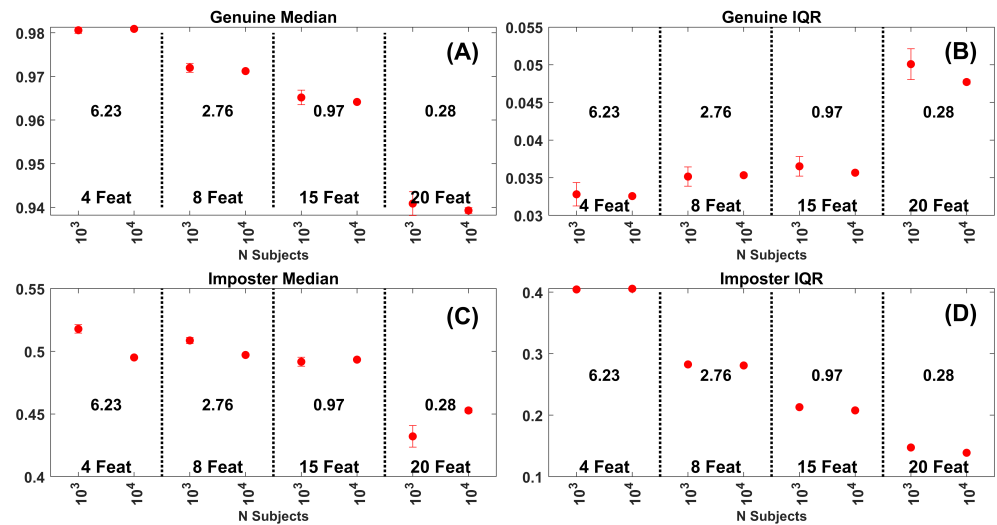 Genuine Median
0.98
0.97
0.96
0.95
0.94
(A)
6.23 2.76 0.97 0.28
4 Feat 8 Feat 15 Feat 20 Feat
10^3 10^4 10^3 10^4 10^3 10^4 10^3 10^4
N Subjects
Genuine IQR
0.055
0.05
0.045
0.04
0.035
0.03
(B)
6.23 2.76 0.97 0.28
4 Feat 8 Feat 15 Feat 20 Feat
10^3 10^4 10^3 10^4 10^3 10^4 10^3 10^4
N Subjects
Imposter Median
0.55
0.5
0.45
0.4
(C)
6.23 2.76 0.97 0.28
4 Feat 8 Feat 15 Feat 20 Feat
10^3 10^4 10^3 10^4 10^3 10^4 10^3 10^4
N Subjects
Imposter IQR
0.4
0.3
0.2
0.1
(D)
6.23 2.76 0.97 0.28
4 Feat 8 Feat 15 Feat 20 Feat
10^3 10^4 10^3 10^4 10^3 10^4 10^3 10^4
N Subjects